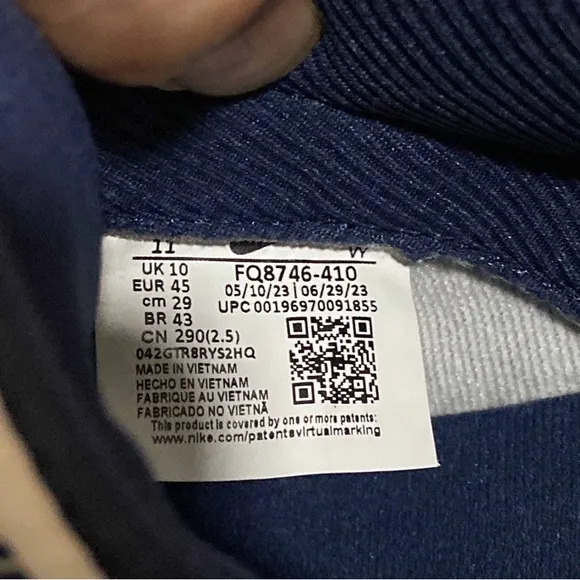 11 VY
UK 10 FQ8746-410
EUR 45 05/10/23 | 06/29/23
cm 29 UPC 00196970091855
BR 43
CN 290(2.5)
042GTR8RYS2HQ
MADE IN VIETNAM
HECHO EN VIETNAM
FABRIQUE AU VIETNAM
FABRICADO NO VIETNÃ
This product is covered by one or more patents:
www.nike.com/patentsvirtualmarking